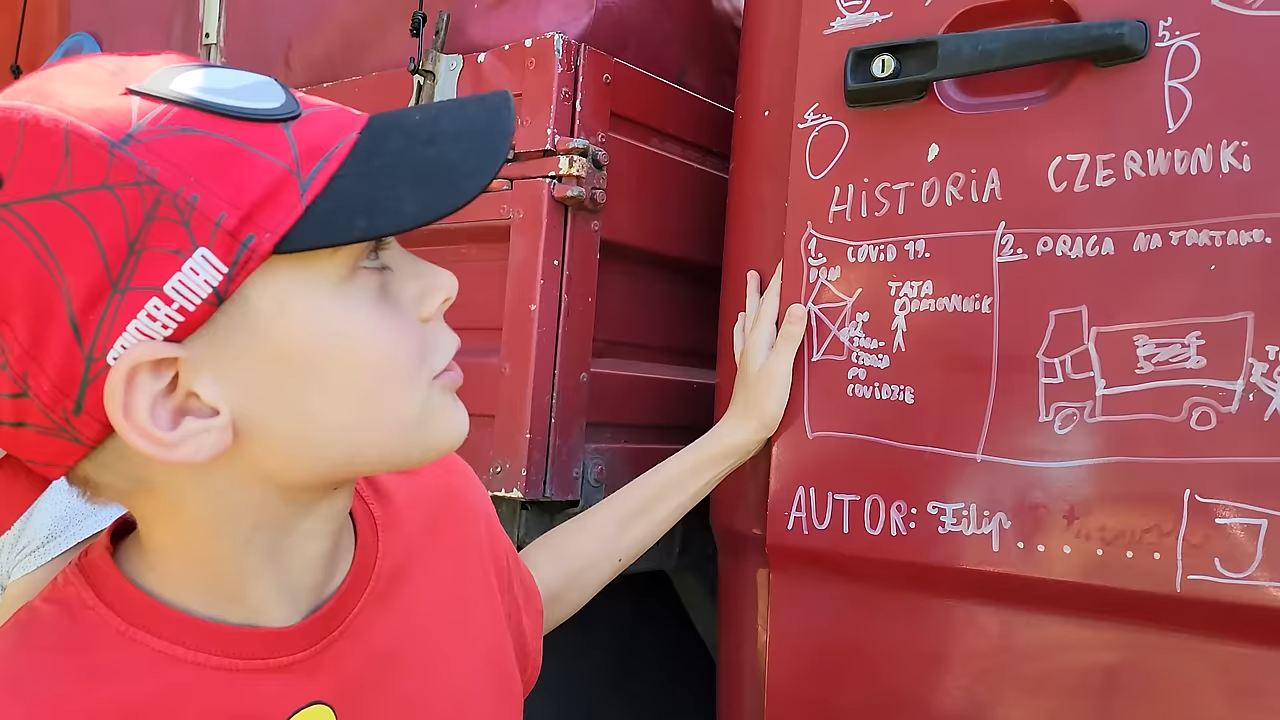 5.
B
4.
O
HiSTORiA CZERWONKi
1. COViD 19.
2. PRACA NA TARTAKU.
DOM
TATA
PO
COVIDZIE
AUTOR: Filip.......
J
SPIDER-MAN